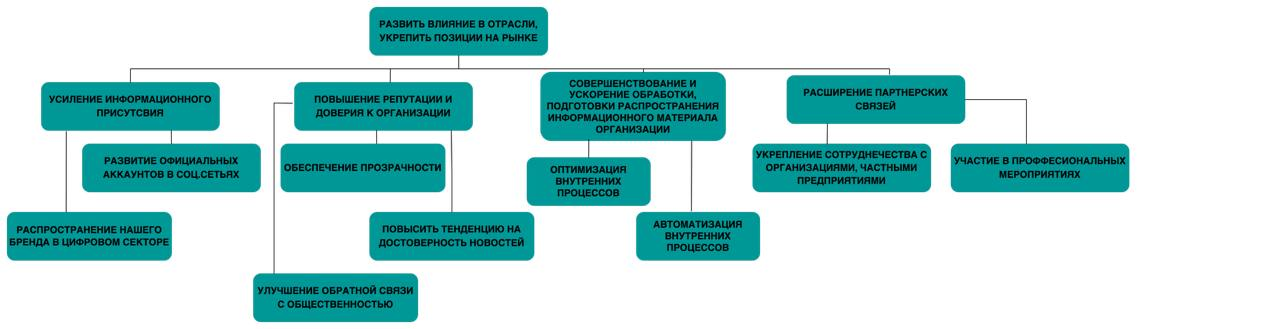 РАЗВИТЬ ВЛИЯНИЕ В ОТРАСЛИ,
УКРЕПИТЬ ПОЗИЦИИ НА РЫНКЕ
УСИЛЕНИЕ ИНФОРМАЦИОННОГО
ПРИСУТСВИЯ
ПОВЫШЕНИЕ РЕПУТАЦИИ И
ДОВЕРИЯ К ОРГАНИЗАЦИИ
СОВЕРШЕНСТВОВАНИЕ И
УСКОРЕНИЕ ОБРАБОТКИ,
ПОДГОТОВКИ РАСПРОСТРАНЕНИЯ
ИНФОРМАЦИОННОГО МАТЕРИАЛА
ОРГАНИЗАЦИИ
РАСШИРЕНИЕ ПАРТНЕРСКИХ
СВЯЗЕЙ
РАЗВИТИЕ ОФИЦИАЛЬНЫХ
АККАУНТОВ В СОЦ.СЕТЬЯХ
ОБЕСПЕЧЕНИЕ ПРОЗРАЧНОСТИ
ОПТИМИЗАЦИЯ
ВНУТРЕННИХ
ПРОЦЕССОВ
УКРЕПЛЕНИЕ СОТРУДНЕЧЕСТВА С
ОРГАНИЗАЦИЯМИ, ЧАСТНЫМИ
ПРЕДПРИЯТИЯМИ
УЧАСТИЕ В ПРОФФЕСИОНАЛЬНЫХ
МЕРОПРИЯТИЯХ
РАСПРОСТРАНЕНИЕ НАШЕГО
БРЕНДА В ЦИФРОВОМ СЕКТОРЕ
ПОВЫСИТЬ ТЕНДЕНЦИЮ НА
ДОСТОВЕРНОСТЬ НОВОСТЕЙ
АВТОМАТИЗАЦИЯ
ВНУТРЕННИХ
ПРОЦЕССОВ
УЛУЧШЕНИЕ ОБРАТНОЙ СВЯЗИ
С ОБЩЕСТВЕННОСТЬЮ